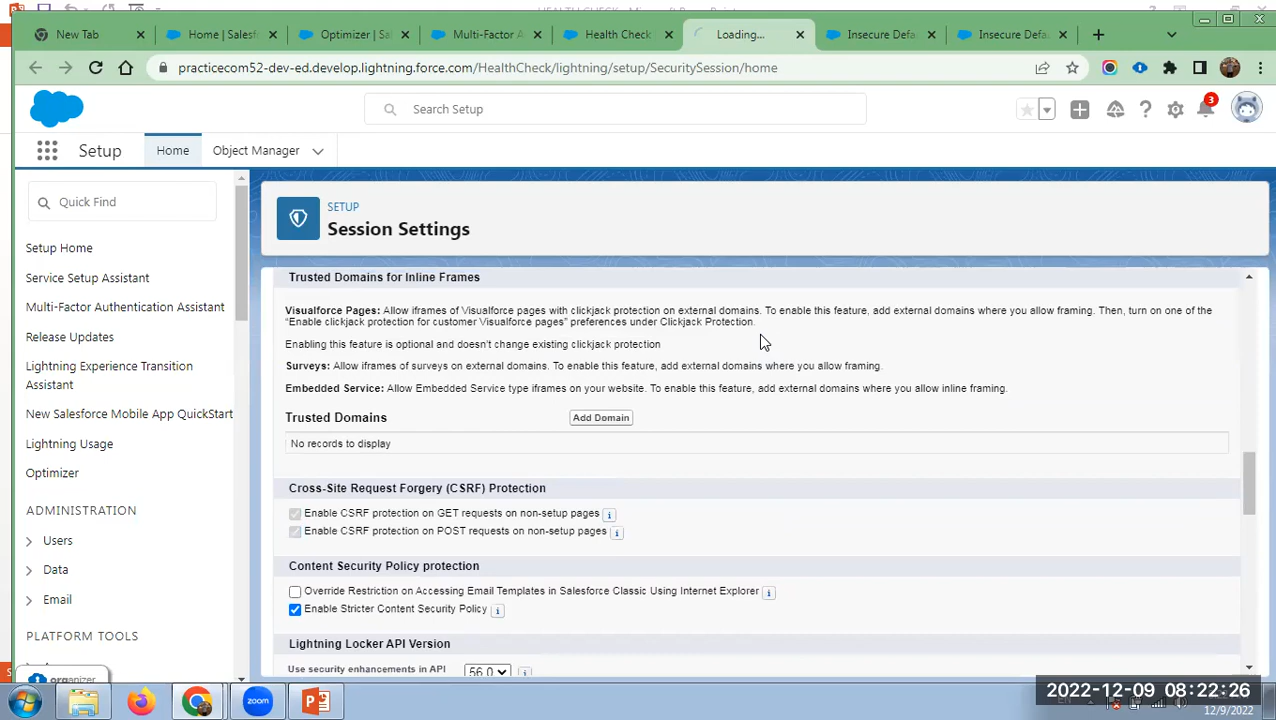 New Tab
Home | Salesf
Optimizer | Sa
Multi-Factor A
Health Check
Loading...
Insecure Defa
Insecure Defa
practicecom52-dev-ed.develop.lightning.force.com/HealthCheck/lightning/setup/SecuritySession/home
Search Setup
3
Setup
Home
Object Manager
Quick Find
Setup Home
Service Setup Assistant
Multi-Factor Authentication Assistant
Release Updates
Lightning Experience Transition
Assistant
New Salesforce Mobile App QuickStart
Lightning Usage
Optimizer
ADMINISTRATION
Users
Data
Email
PLATFORM TOOLS
SETUP
Session Settings
Trusted Domains for Inline Frames
Visualforce Pages: Allow iframes of Visualforce pages with clickjack protection on external domains. To enable this feature, add external domains where you allow framing. Then, turn on one of the
“Enable clickjack protection for customer Visualforce pages” preferences under Clickjack Protection.
Enabling this feature is optional and doesn't change existing clickjack protection
Surveys: Allow iframes of surveys on external domains. To enable this feature, add external domains where you allow framing.
Embedded Service: Allow Embedded Service type iframes on your website. To enable this feature, add external domains where you allow inline framing.
Trusted Domains
Add Domain
No records to display
Cross-Site Request Forgery (CSRF) Protection
Enable CSRF protection on GET requests on non-setup pages
Enable CSRF protection on POST requests on non-setup pages
Content Security Policy protection
Override Restriction on Accessing Email Templates in Salesforce Classic Using Internet Explorer
Enable Stricter Content Security Policy
Lightning Locker API Version
Use security enhancements in API
56.0
zoom
2022-12-09 08:22:26
12/9/2022